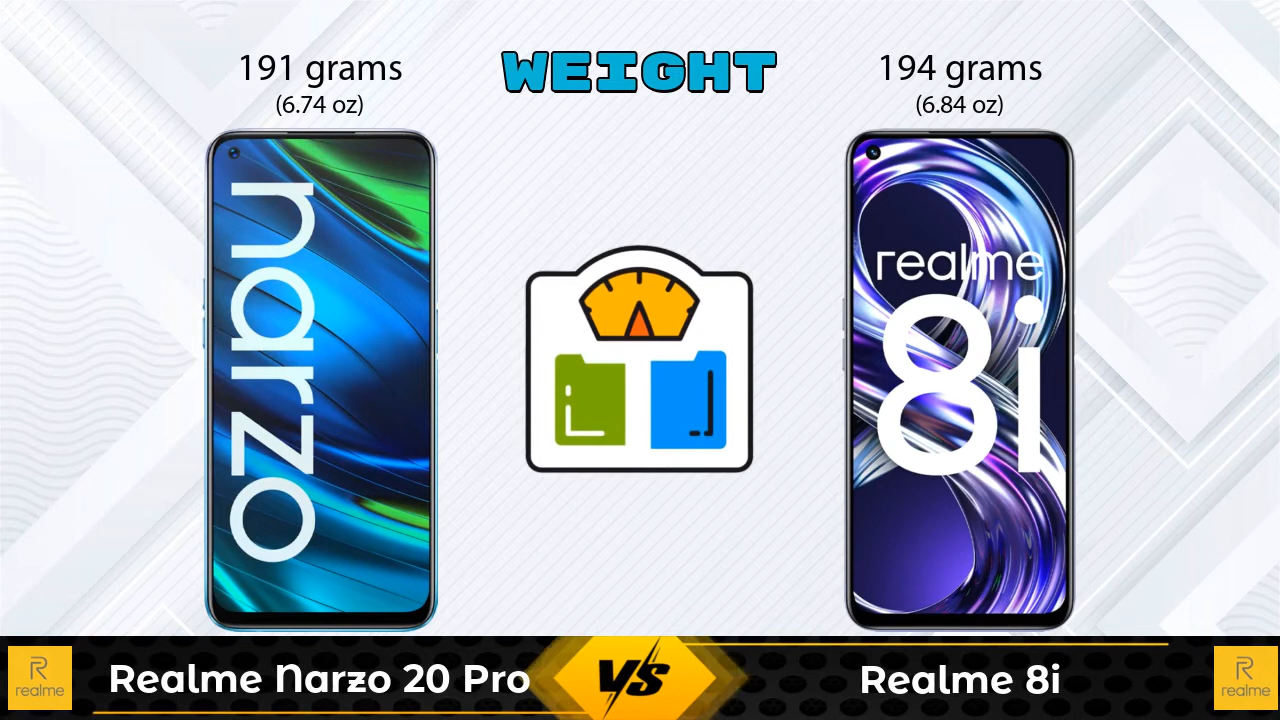 191 grams
(6.74 oz)
WEIGHT
194 grams
(6.84 oz)
narzo
realme
8i
R
realme
Realme Narzo 20 Pro
VS
Realme 8i
R
realme